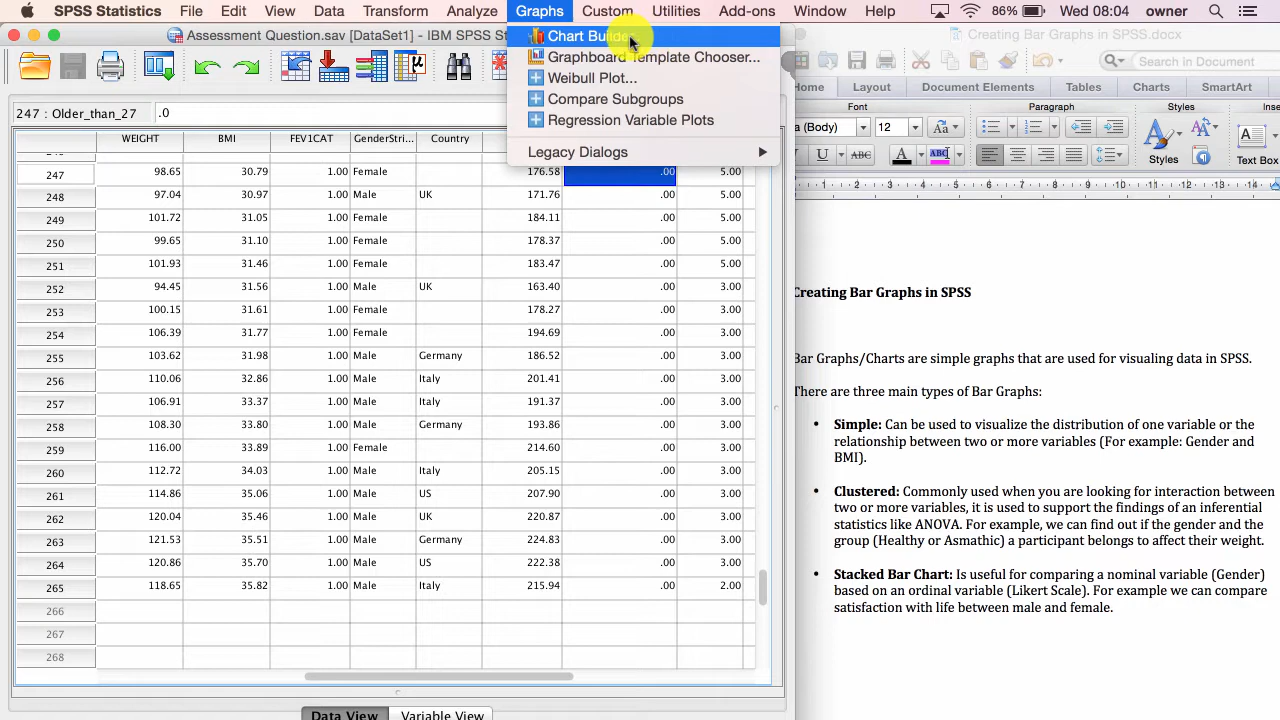 SPSS Statistics File Edit View Data Transform Analyze Graphs Custom Utilities Add-ons Window Help 86% Wed 08:04 owner
Assessment Question.sav [DataSet1] - IBM SPSS St
Chart Builder
Graphboard Template Chooser...
Weibull Plot...
Compare Subgroups
Regression Variable Plots
Legacy Dialogs
247 : Older_than_27 .0
WEIGHT BMI FEV1CAT GenderStri... Country
247 98.65 30.79 1.00 Female 176.58 .00 5.00
248 97.04 30.97 1.00 Male UK 171.76 .00 5.00
249 101.72 31.05 1.00 Female 184.11 .00 5.00
250 99.65 31.10 1.00 Female 178.37 .00 5.00
251 101.93 31.46 1.00 Female 183.47 .00 5.00
252 94.45 31.56 1.00 Male UK 163.40 .00 3.00
253 100.15 31.61 1.00 Female 178.27 .00 3.00
254 106.39 31.77 1.00 Female 194.69 .00 3.00
255 103.62 31.98 1.00 Male Germany 186.52 .00 3.00
256 110.06 32.86 1.00 Male Italy 201.41 .00 3.00
257 106.91 33.37 1.00 Male Italy 191.37 .00 3.00
258 108.30 33.80 1.00 Male Germany 193.86 .00 3.00
259 116.00 33.89 1.00 Female 214.60 .00 3.00
260 112.72 34.03 1.00 Male Italy 205.15 .00 3.00
261 114.86 35.06 1.00 Male US 207.90 .00 3.00
262 120.04 35.46 1.00 Male UK 220.87 .00 3.00
263 121.53 35.51 1.00 Male Germany 224.83 .00 3.00
264 120.86 35.70 1.00 Male US 222.38 .00 3.00
265 118.65 35.82 1.00 Male Italy 215.94 .00 2.00
266
267
268
Data View Variable View
Creating Bar Graphs in SPSS.docx
Search in Document
Home Layout Document Elements Tables Charts SmartArt
Font Paragraph Styles Insert
(Body) 12 Aa
U ABC A ABC Styles Text Box
1 2 3 4 5 6 7 8 9 10 11 12 13 14
Creating Bar Graphs in SPSS
Bar Graphs/Charts are simple graphs that are used for visualing data in SPSS.
There are three main types of Bar Graphs:
• Simple: Can be used to visualize the distribution of one variable or the
relationship between two or more variables (For example: Gender and
BMI).
• Clustered: Commonly used when you are looking for interaction between
two or more variables, it is used to support the findings of an inferential
statistics like ANOVA. For example, we can find out if the gender and the
group (Healthy or Asmathic) a participant belongs to affect their weight.
• Stacked Bar Chart: Is useful for comparing a nominal variable (Gender)
based on an ordinal variable (Likert Scale). For example we can compare
satisfaction with life between male and female.